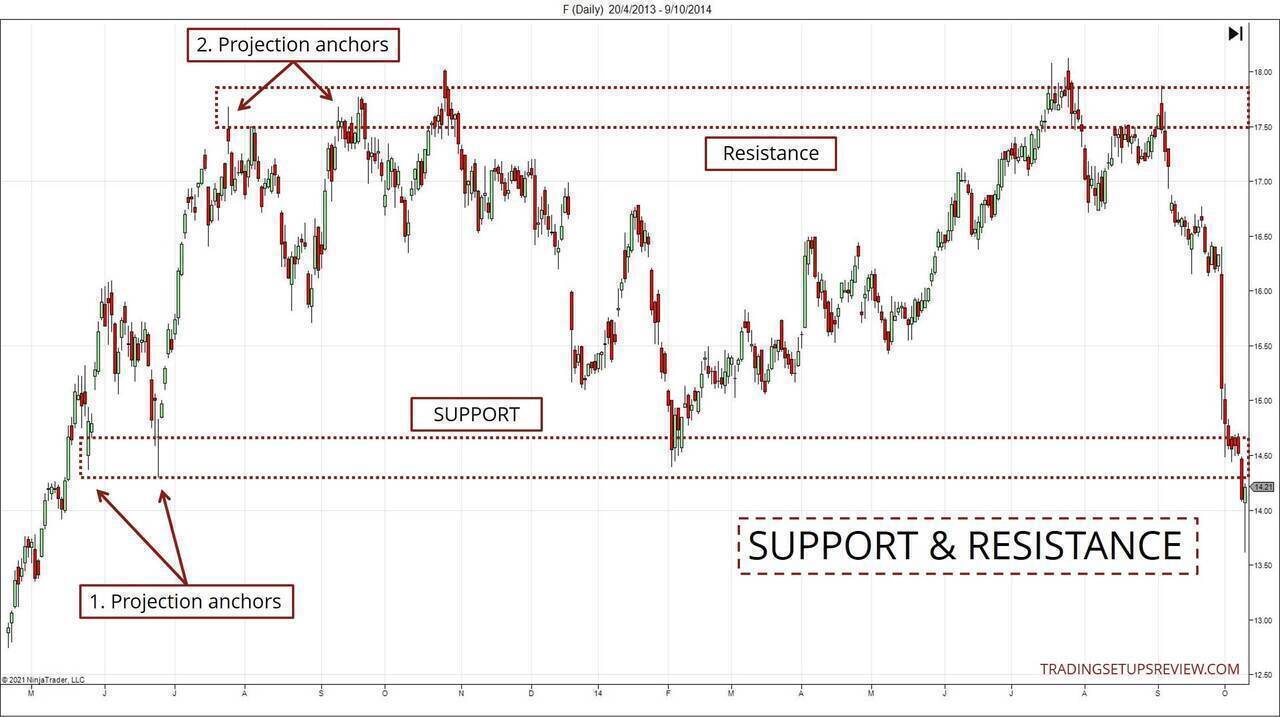 F (Daily) 20/4/2013 - 9/10/2014
2. Projection anchors
18.00
17.50
Resistance
17.00
16.50
16.00
15.50
15.00
SUPPORT
14.50
14.21
14.00
SUPPORT & RESISTANCE
13.50
1. Projection anchors
13.00
TRADINGSETUPSREVIEW.COM
12.50
© 2021 NinjaTrader, LLC
M J J A S O N D 14 F M A M J J A S O